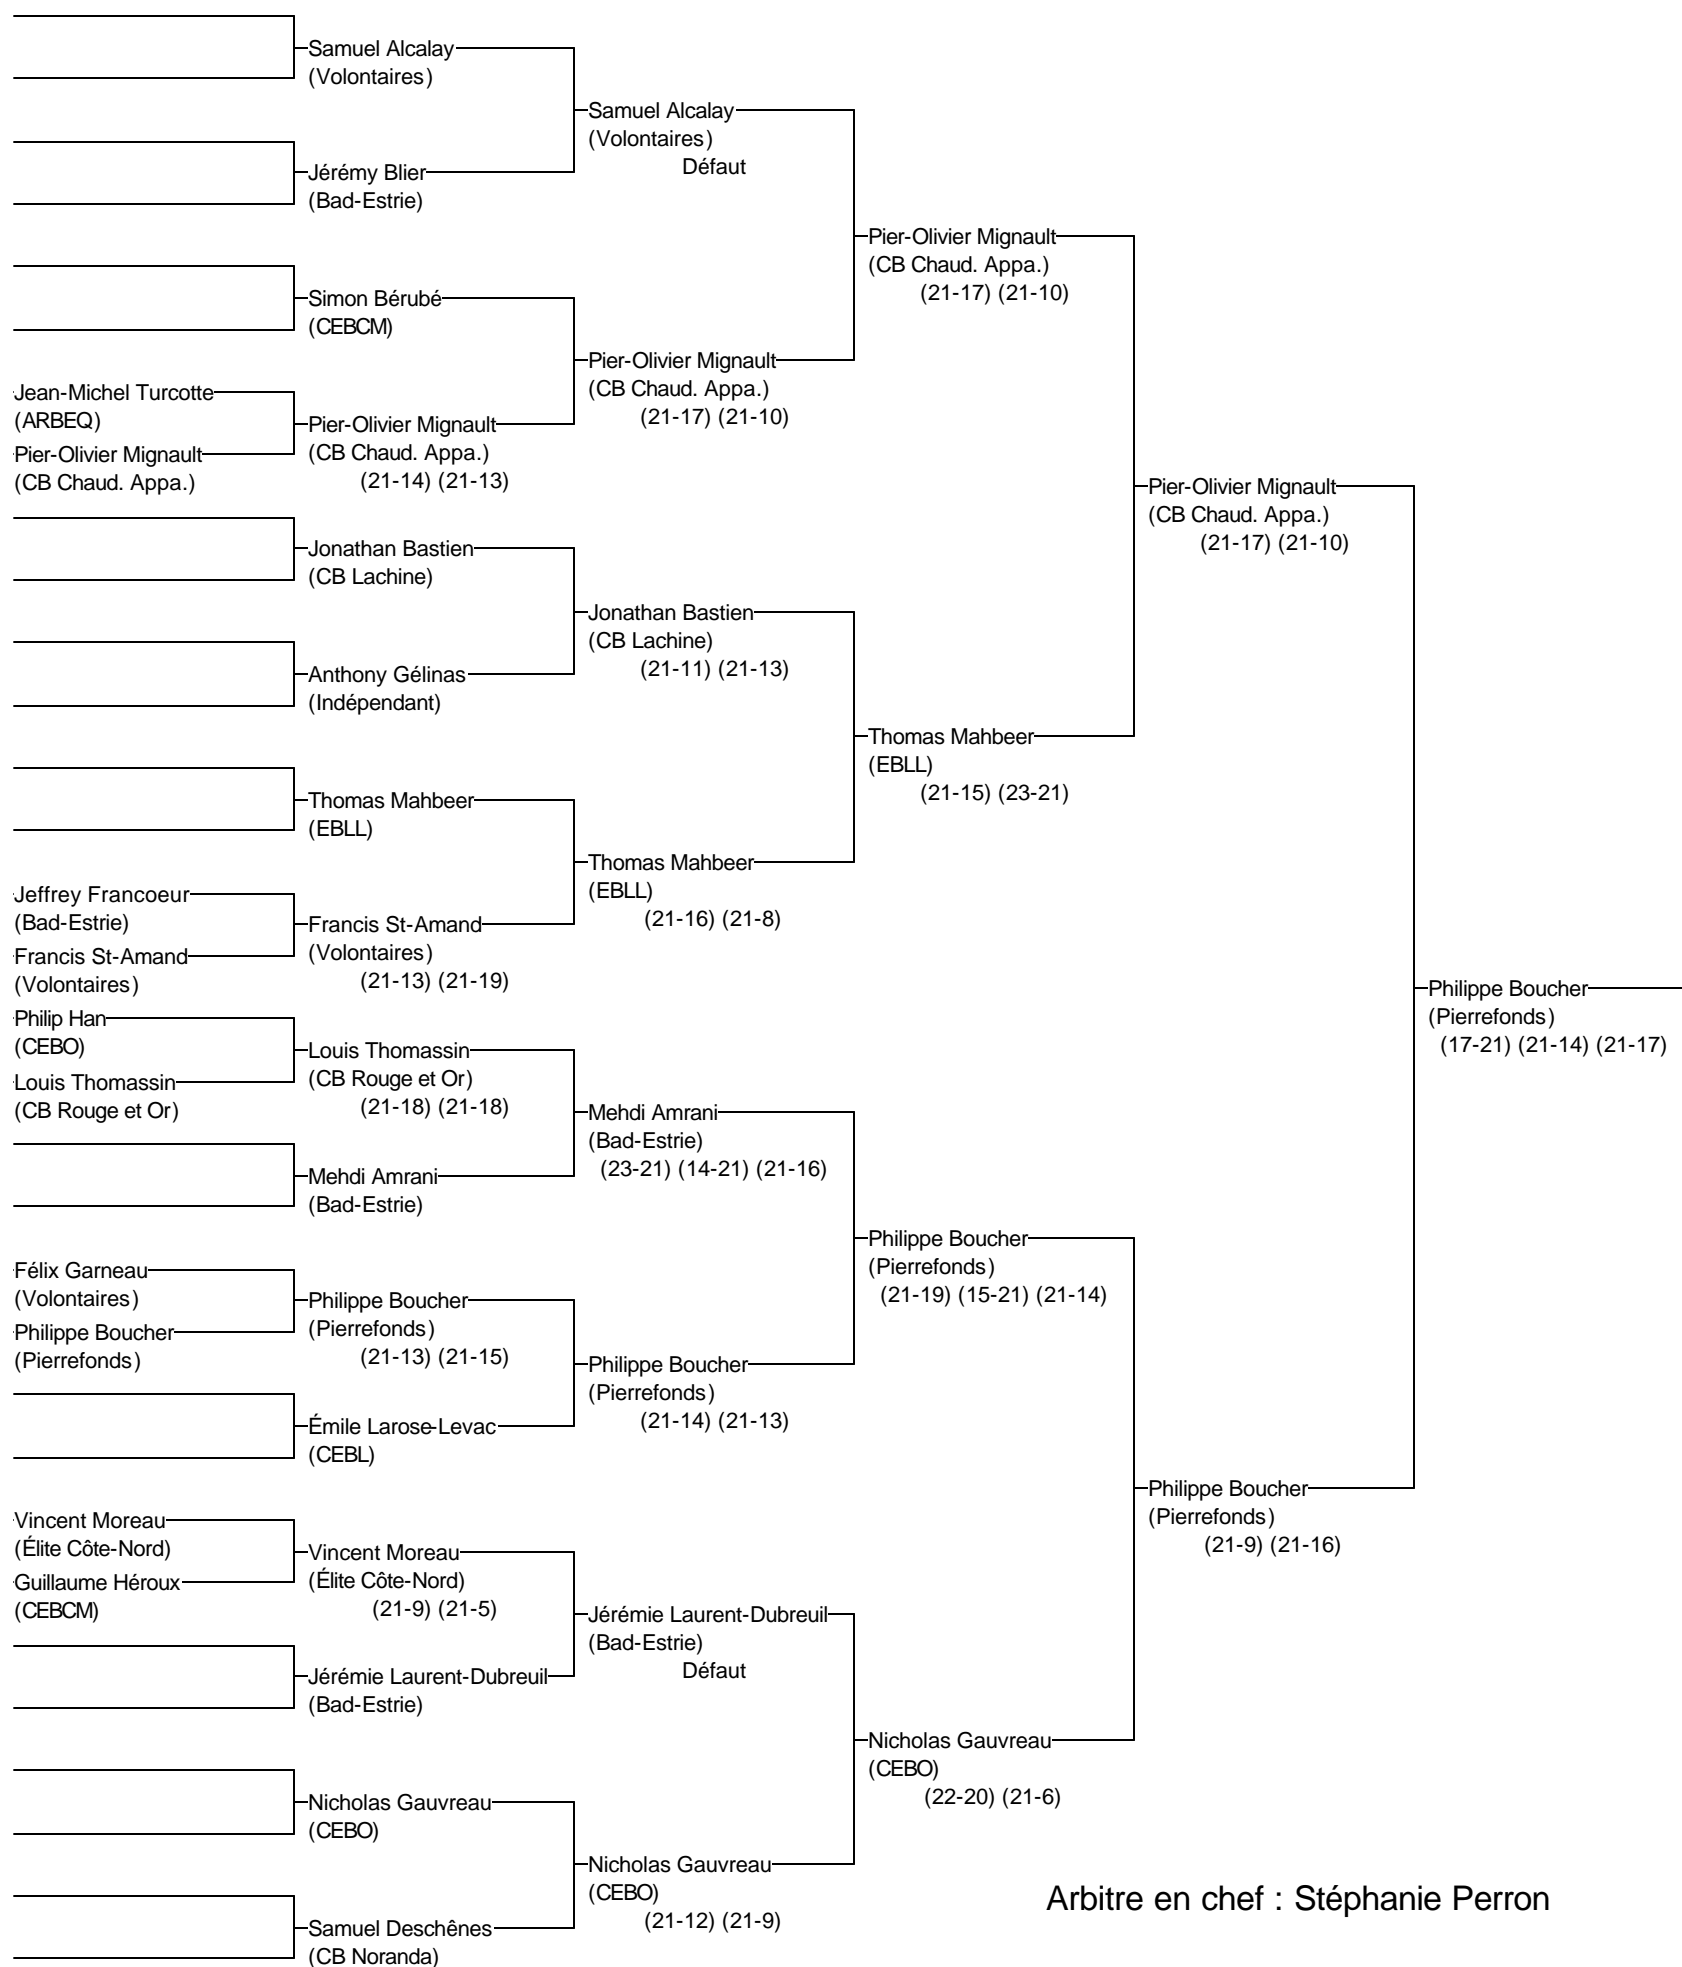 Samuel Alcalay
(Volontaires)
Jérémy Blier
(Bad-Estrie)
Simon Bérubé
(CEBCM)
Jean-Michel Turcotte
(ARBEQ)
Pier-Olivier Mignault
(CB Chaud. Appa.)
Pier-Olivier Mignault
(CB Chaud. Appa.)
(21-14) (21-13)
Jonathan Bastien
(CB Lachine)
Anthony Gélinas
(Indépendant)
Thomas Mahbeer
(EBLL)
Jeffrey Francoeur
(Bad-Estrie)
Francis St-Amand
(Volontaires)
Francis St-Amand
(Volontaires)
(21-13) (21-19)
Philip Han
(CEBO)
Louis Thomassin
(CB Rouge et Or)
Louis Thomassin
(CB Rouge et Or)
(21-18) (21-18)
Mehdi Amrani
(Bad-Estrie)
Félix Garneau
(Volontaires)
Philippe Boucher
(Pierrefonds)
Philippe Boucher
(Pierrefonds)
(21-13) (21-15)
Émile Larose-Levac
(CEBL)
Vincent Moreau
(Élite Côte-Nord)
Guillaume Héroux
(CEBCM)
Vincent Moreau
(Élite Côte-Nord)
(21-9) (21-5)
Jérémie Laurent-Dubreuil
(Bad-Estrie)
Nicholas Gauvreau
(CEBO)
Samuel Deschênes
(CB Noranda)
Samuel Alcalay
(Volontaires)
Défaut
Pier-Olivier Mignault
(CB Chaud. Appa.)
(21-17) (21-10)
Jonathan Bastien
(CB Lachine)
(21-11) (21-13)
Thomas Mahbeer
(EBLL)
(21-16) (21-8)
Mehdi Amrani
(Bad-Estrie)
(23-21) (14-21) (21-16)
Philippe Boucher
(Pierrefonds)
(21-14) (21-13)
Jérémie Laurent-Dubreuil
(Bad-Estrie)
Défaut
Nicholas Gauvreau
(CEBO)
(21-12) (21-9)
Pier-Olivier Mignault
(CB Chaud. Appa.)
(21-17) (21-10)
Thomas Mahbeer
(EBLL)
(21-15) (23-21)
Philippe Boucher
(Pierrefonds)
(21-19) (15-21) (21-14)
Nicholas Gauvreau
(CEBO)
(22-20) (21-6)
Pier-Olivier Mignault
(CB Chaud. Appa.)
(21-17) (21-10)
Philippe Boucher
(Pierrefonds)
(21-9) (21-16)
Philippe Boucher
(Pierrefonds)
(17-21) (21-14) (21-17)
Arbitre en chef : Stéphanie Perron